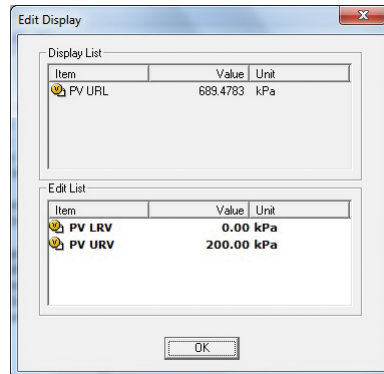 Edit Display
Display List
Item Value Unit
PV URL 689.4783 kPa
Edit List
Item Value Unit
PV LRV 0.00 kPa
PV URV 200.00 kPa
OK